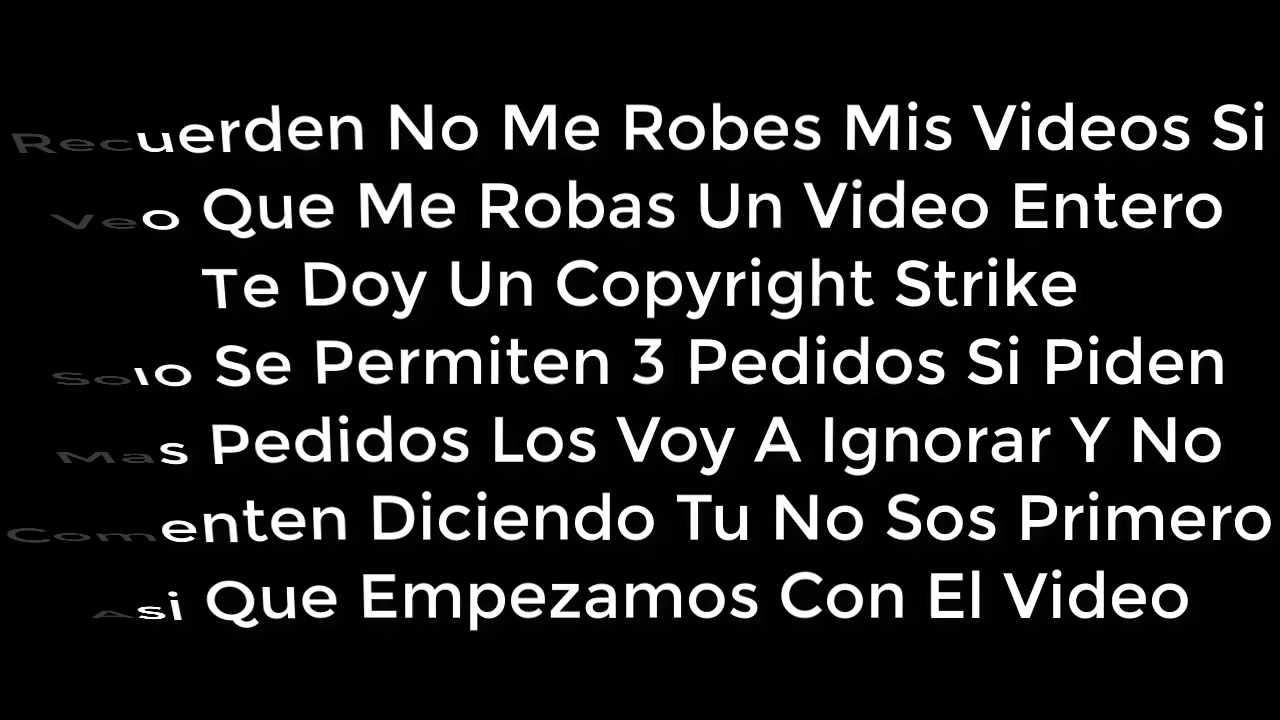 Recuerden No Me Robes Mis Videos Si
Veo Que Me Robas Un Video Entero
Te Doy Un Copyright Strike
Solo Se Permiten 3 Pedidos Si Piden
Mas Pedidos Los Voy A Ignorar Y No
Comenten Diciendo Tu No Sos Primero
Asi Que Empezamos Con El Video